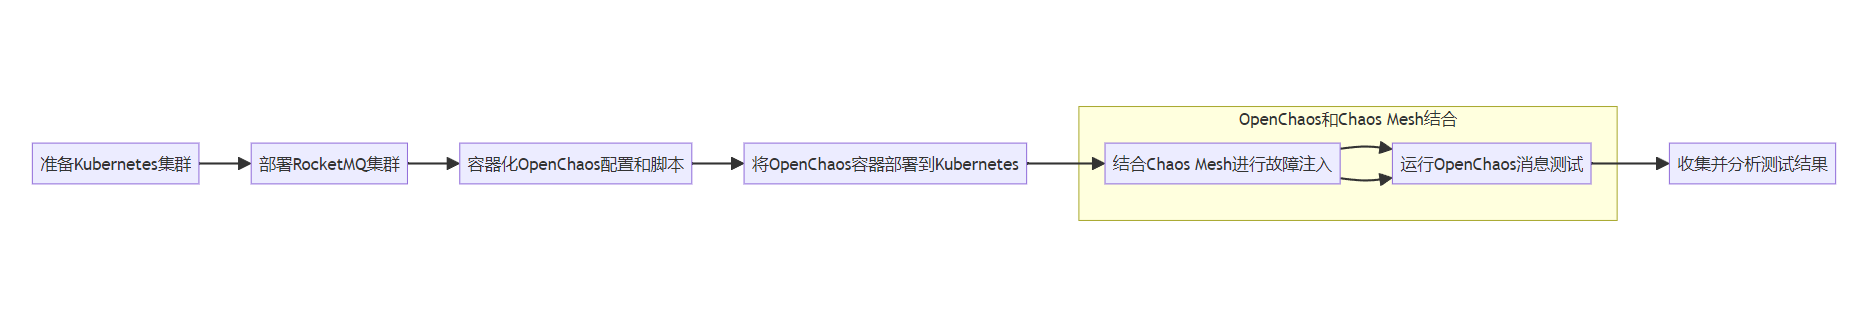 OpenChaos和Chaos Mesh结合
准备Kubernetes集群
部署RocketMQ集群
容器化OpenChaos配置和脚本
将OpenChaos容器部署到Kubernetes
结合Chaos Mesh进行故障注入
运行OpenChaos消息测试
收集并分析测试结果